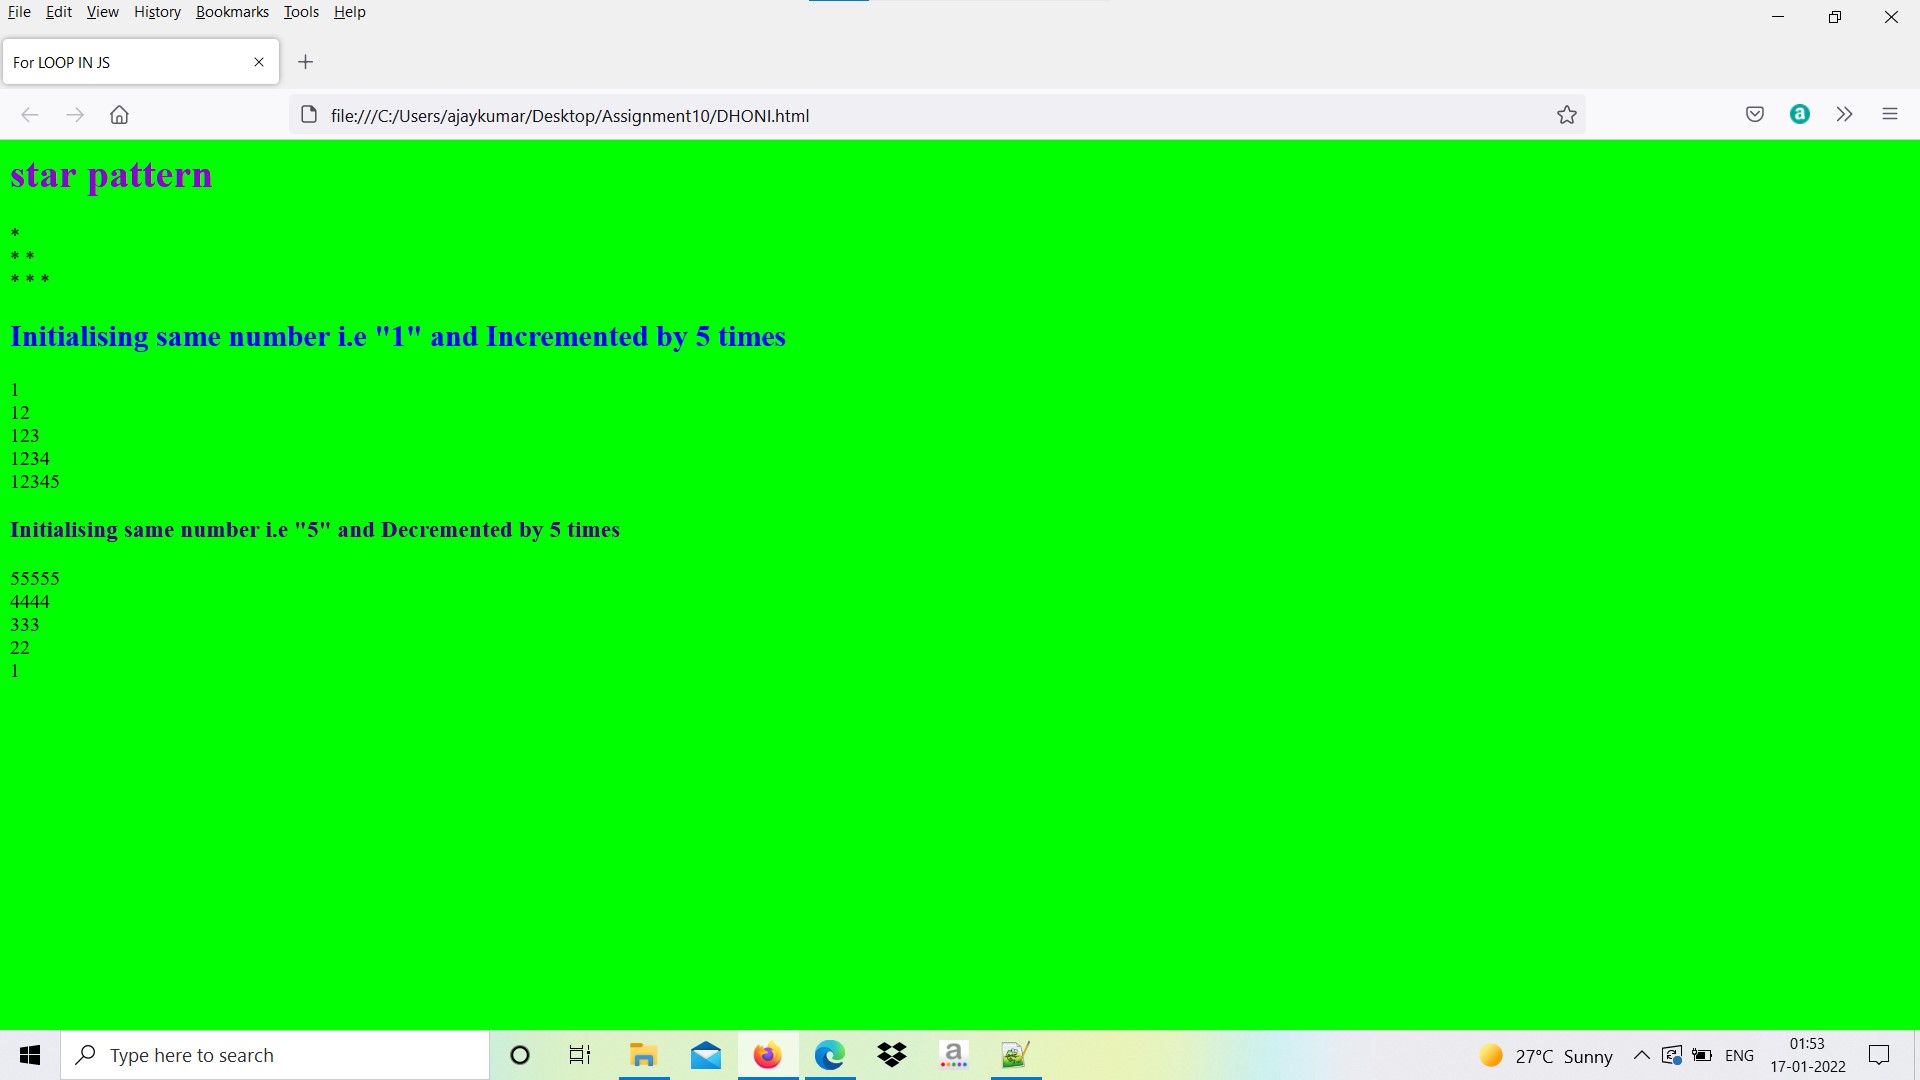 File Edit View History Bookmarks Tools Help
For LOOP IN JS
file:///C:/Users/ajaykumar/Desktop/Assignment10/DHONI.html
star pattern
*
* *
* * *
Initialising same number i.e "1" and Incremented by 5 times
1
12
123
1234
12345
Initialising same number i.e "5" and Decremented by 5 times
55555
4444
333
22
1
Type here to search
27°C Sunny
ENG
01:53
17-01-2022